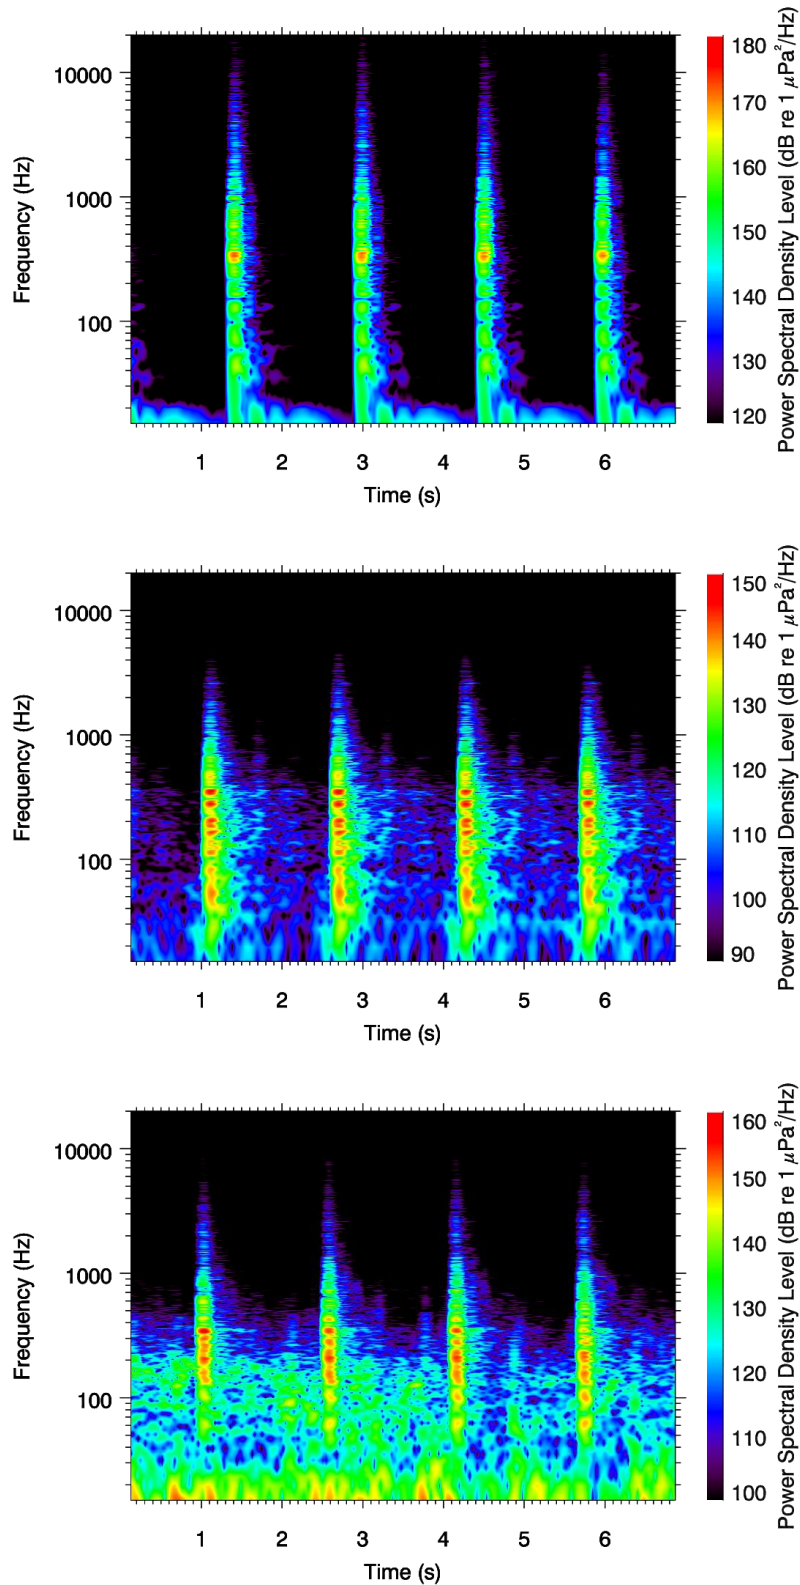 10000
1000
100
Frequency (Hz)
1 2 3 4 5 6
Time (s)
180
170
160
150
140
130
120
Power Spectral Density Level (dB re 1 μPa²/Hz)
10000
1000
100
Frequency (Hz)
1 2 3 4 5 6
Time (s)
150
140
130
120
110
100
90
Power Spectral Density Level (dB re 1 μPa²/Hz)
10000
1000
100
Frequency (Hz)
1 2 3 4 5 6
Time (s)
160
150
140
130
120
110
100
Power Spectral Density Level (dB re 1 μPa²/Hz)